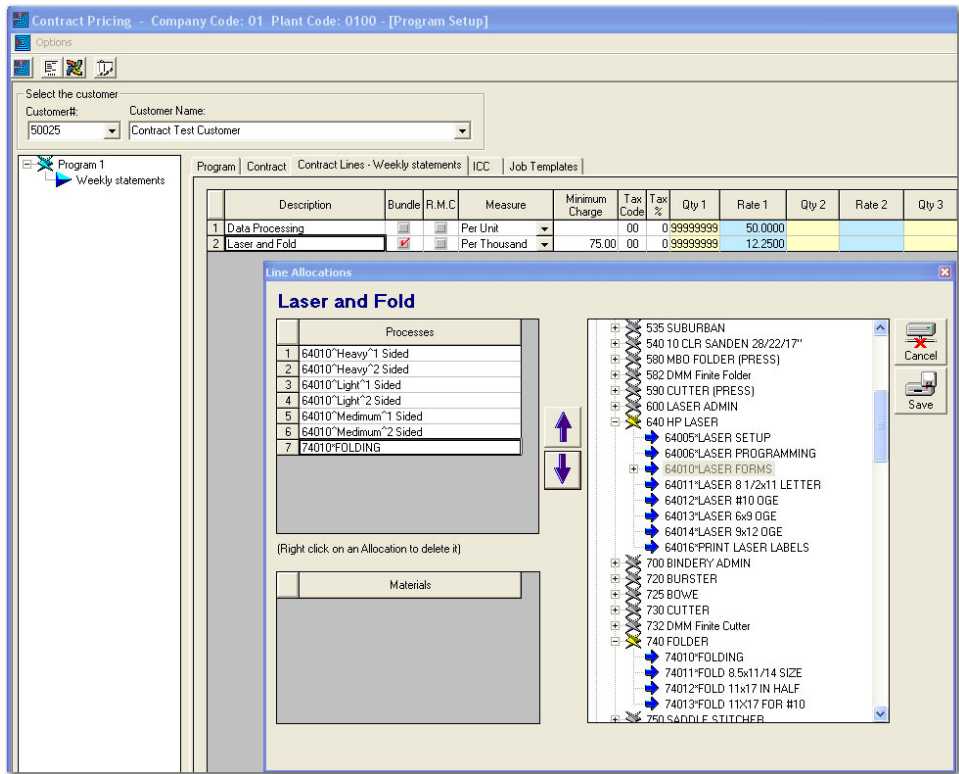 Contract Pricing - Company Code: 01 Plant Code: 0100 - [Program Setup]
Options
Select the customer
Customer#: Customer Name:
50025 Contract Test Customer
Program 1
Weekly statements
Program Contract Contract Lines - Weekly statements ICC Job Templates
Description Bundle R.M.C Measure Minimum Charge Tax Code Tax % Qty 1 Rate 1 Qty 2 Rate 2 Qty 3
1 Data Processing Per Unit 00 0 99999999 50.0000
2 Laser and Fold Per Thousand 75.00 00 0 99999999 12.2500
Line Allocations
Laser and Fold
Processes
1 64010^Heavy^1 Sided
2 64010^Heavy^2 Sided
3 64010^Light^1 Sided
4 64010^Light^2 Sided
5 64010^Medimum^1 Sided
6 64010^Medimum^2 Sided
7 74010*FOLDING
(Right click on an Allocation to delete it)
Materials
535 SUBURBAN
540 10 CLR SANDEN 28/22/17"
580 MBO FOLDER (PRESS)
582 DMM Finite Folder
590 CUTTER (PRESS)
600 LASER ADMIN
640 HP LASER
64005*LASER SETUP
64006*LASER PROGRAMMING
64010*LASER FORMS
64011*LASER 8 1/2x11 LETTER
64012*LASER #10 OGE
64013*LASER 6x9 OGE
64014*LASER 9x12 OGE
64016*PRINT LASER LABELS
700 BINDERY ADMIN
720 BURSTER
725 BOWE
730 CUTTER
732 DMM Finite Cutter
740 FOLDER
74010*FOLDING
74011*FOLD 8.5x11/14 SIZE
74012*FOLD 11x17 IN HALF
74013*FOLD 11X17 FOR #10
750 SADDLE STITCHER
Cancel
Save